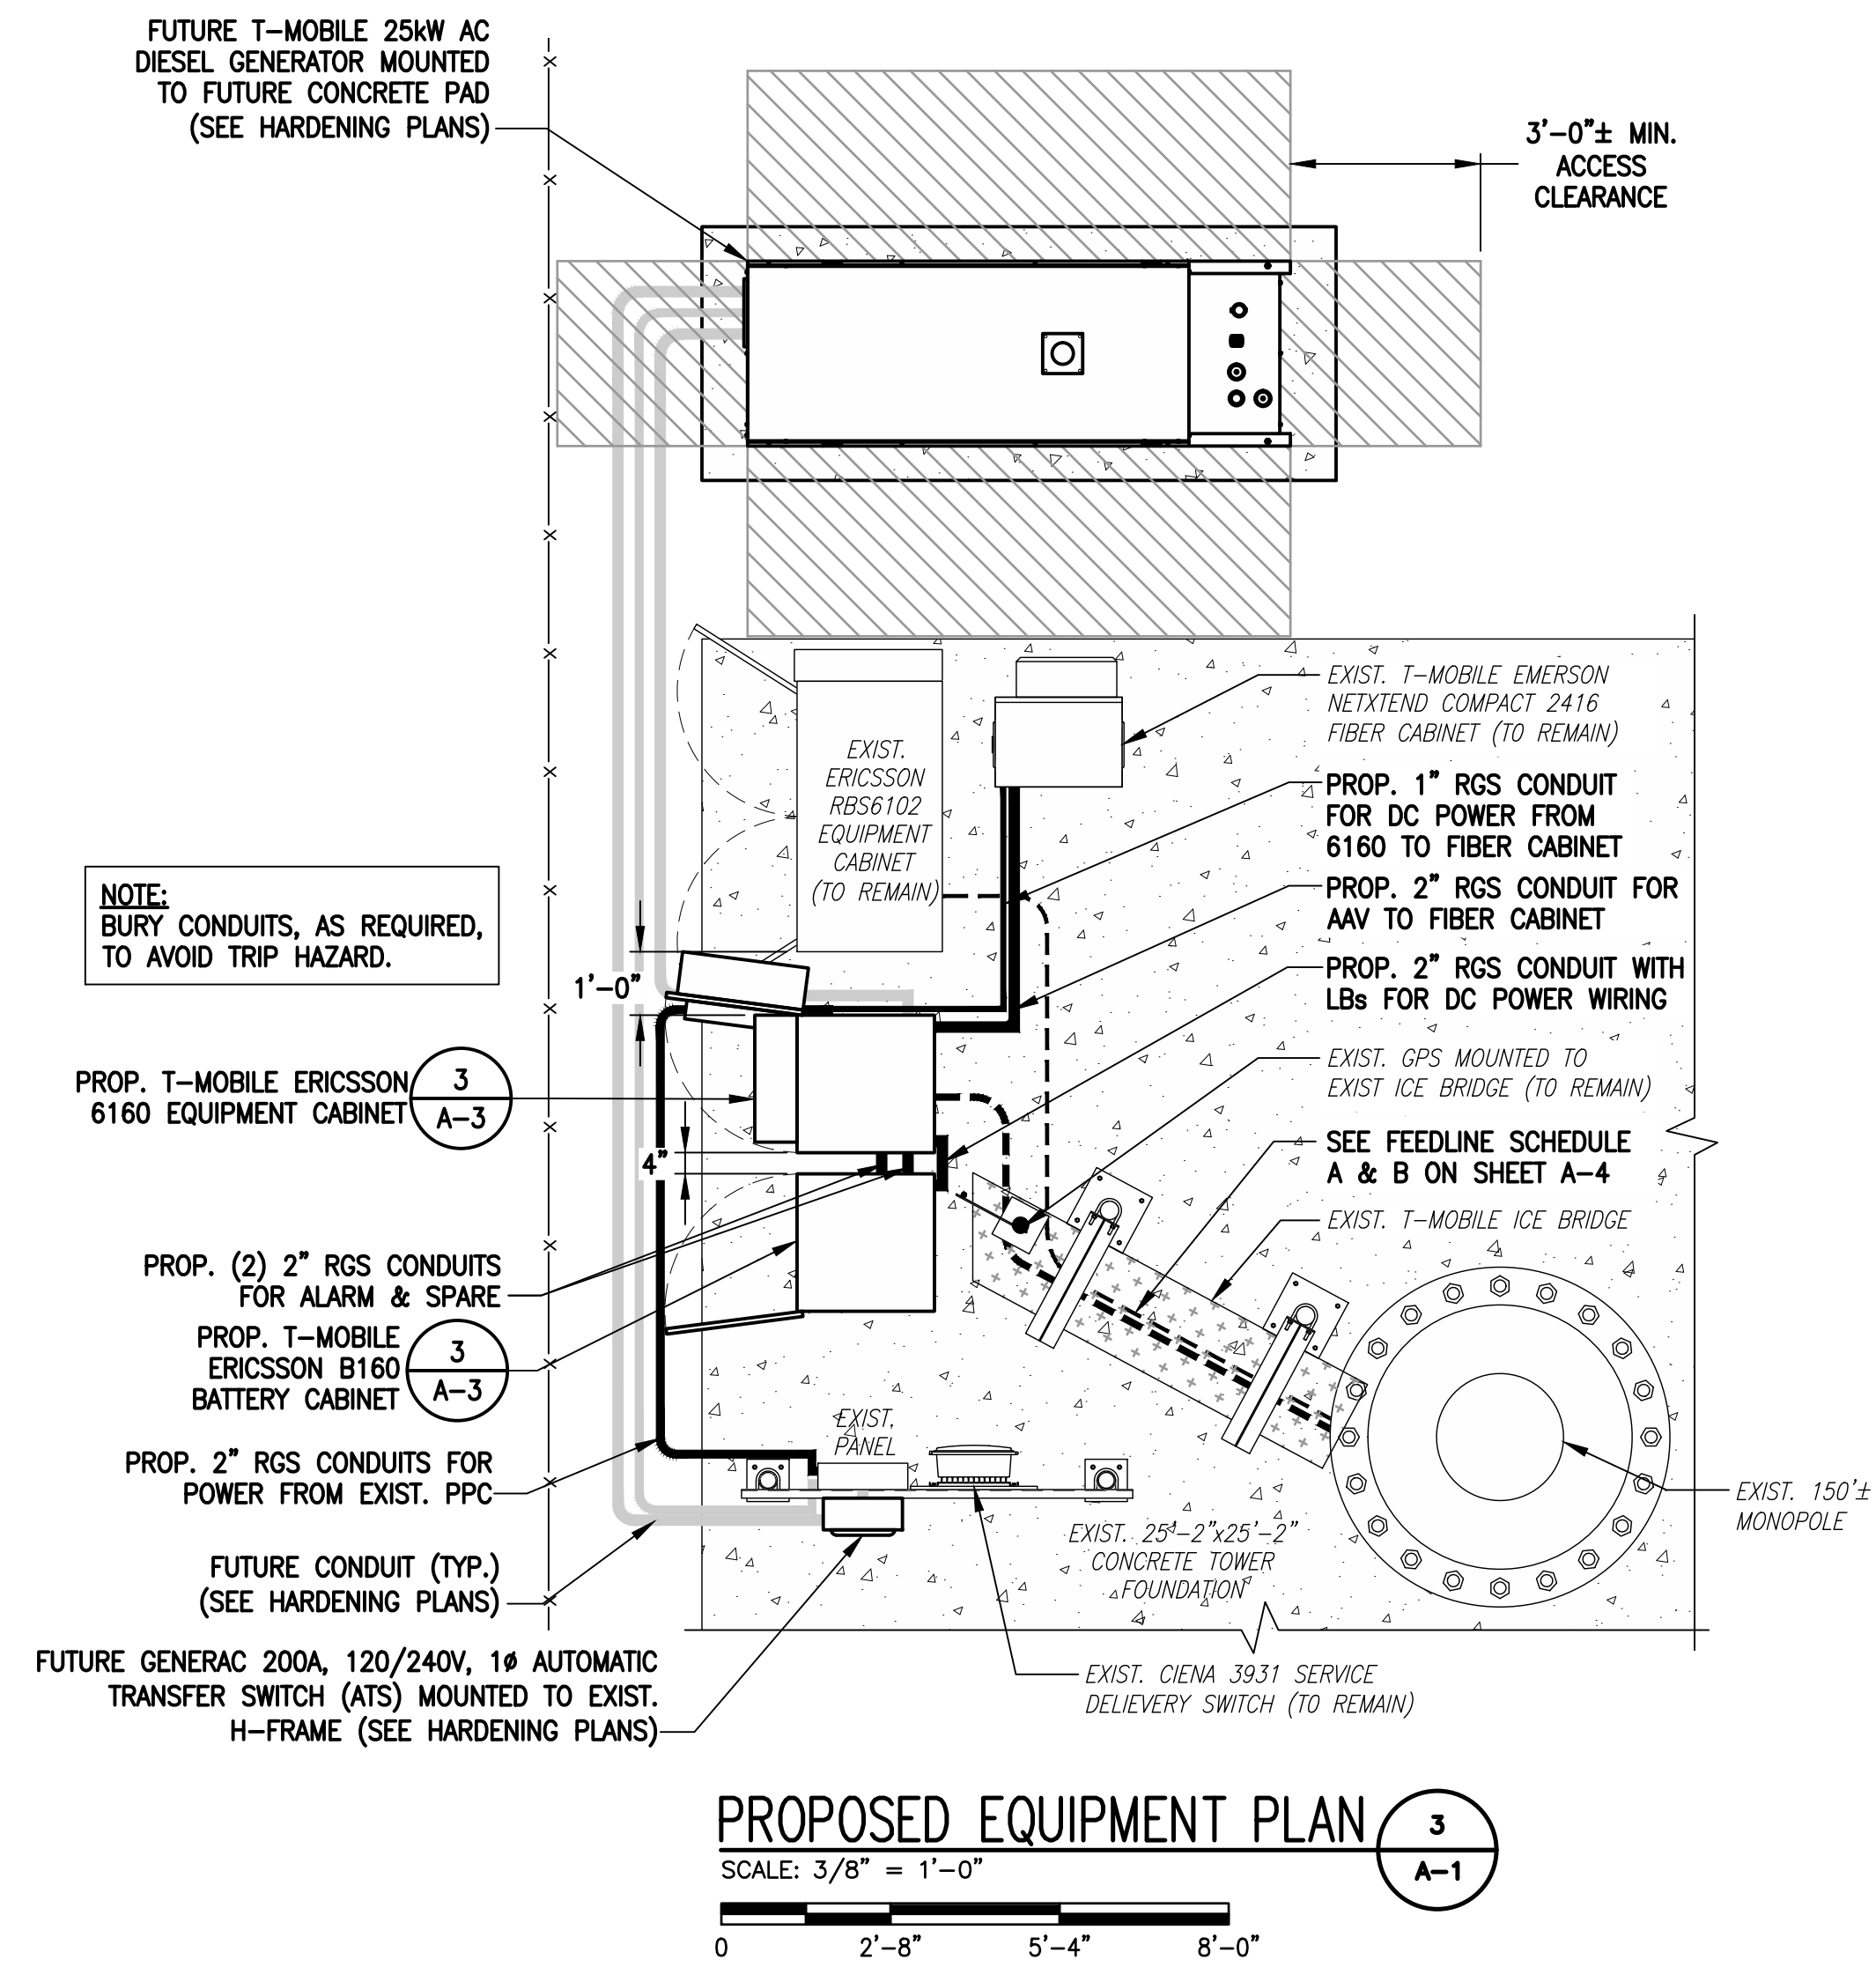 FUTURE T-MOBILE 25kW AC
DIESEL GENERATOR MOUNTED
TO FUTURE CONCRETE PAD
(SEE HARDENING PLANS)
3'-0"± MIN.
ACCESS
CLEARANCE
EXIST. T-MOBILE EMERSON
NETXTEND COMPACT 2416
FIBER CABINET (TO REMAIN)
EXIST.
ERICSSON
RBS6102
EQUIPMENT
CABINET
(TO REMAIN)
PROP. 1" RGS CONDUIT
FOR DC POWER FROM
6160 TO FIBER CABINET
NOTE:
BURY CONDUITS, AS REQUIRED,
TO AVOID TRIP HAZARD.
PROP. 2" RGS CONDUIT FOR
AAV TO FIBER CABINET
PROP. 2" RGS CONDUIT WITH
LBs FOR DC POWER WIRING
1'-0"
EXIST. GPS MOUNTED TO
EXIST ICE BRIDGE (TO REMAIN)
PROP. T-MOBILE ERICSSON
6160 EQUIPMENT CABINET
3
A-3
4"
SEE FEEDLINE SCHEDULE
A & B ON SHEET A-4
EXIST. T-MOBILE ICE BRIDGE
PROP. (2) 2" RGS CONDUITS
FOR ALARM & SPARE
PROP. T-MOBILE
ERICSSON B160
BATTERY CABINET
3
A-3
EXIST.
PANEL
PROP. 2" RGS CONDUITS FOR
POWER FROM EXIST. PPC
EXIST. 150'±
MONOPOLE
EXIST. 25'-2"x25'-2"
CONCRETE TOWER
FOUNDATION
FUTURE CONDUIT (TYP.)
(SEE HARDENING PLANS)
FUTURE GENERAC 200A, 120/240V, 1ø AUTOMATIC
TRANSFER SWITCH (ATS) MOUNTED TO EXIST.
H-FRAME (SEE HARDENING PLANS)
EXIST. CIENA 3931 SERVICE
DELIEVERY SWITCH (TO REMAIN)
PROPOSED EQUIPMENT PLAN
3
A-1
SCALE: 3/8" = 1'-0"
0 2'-8" 5'-4" 8'-0"